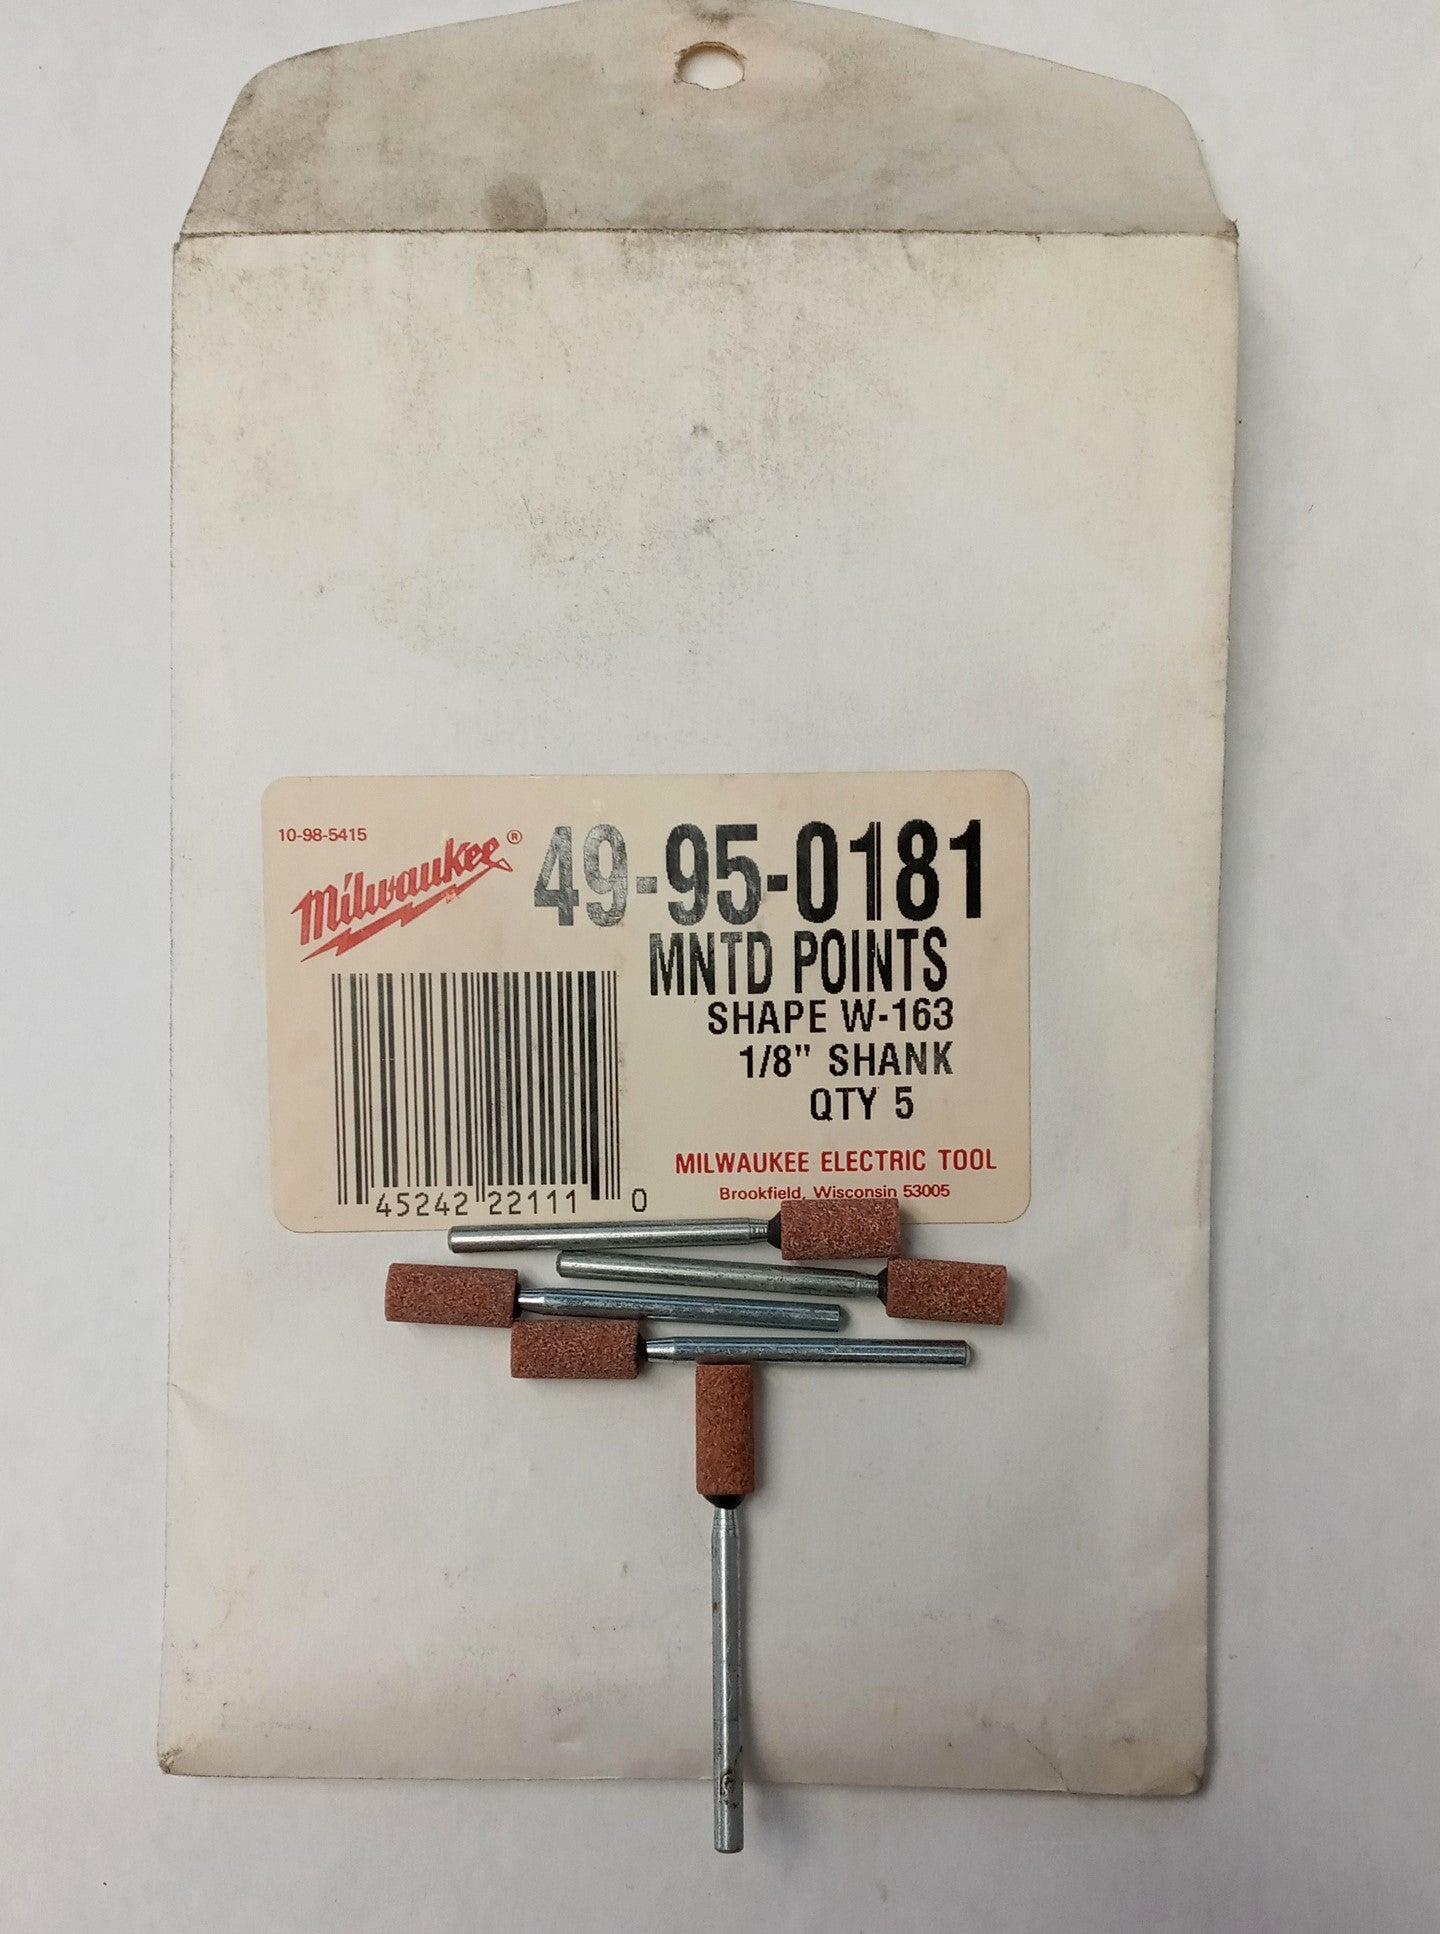 10-98-5415
Milwaukee®
49-95-0181
MNTD POINTS
SHAPE W-163
1/8" SHANK
QTY 5
45242 22111 0
MILWAUKEE ELECTRIC TOOL
Brookfield, Wisconsin 53005